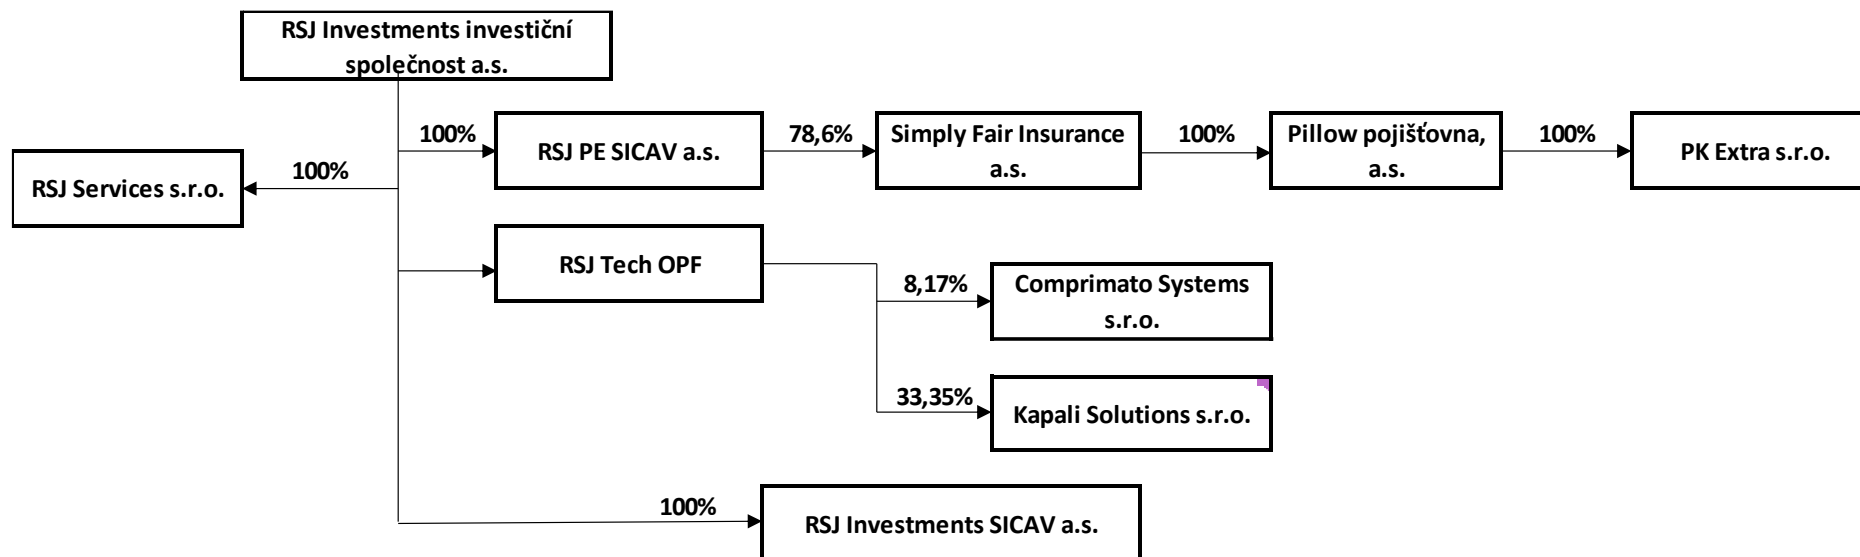 RSJ Investments investiční
společnost a.s.
100%
RSJ PE SICAV a.s.
78,6%
Simply Fair Insurance
a.s.
100%
Pillow pojišťovna,
a.s.
100%
PK Extra s.r.o.
RSJ Services s.r.o.
100%
RSJ Tech OPF
8,17%
Comprimato Systems
s.r.o.
33,35%
Kapali Solutions s.r.o.
100%
RSJ Investments SICAV a.s.